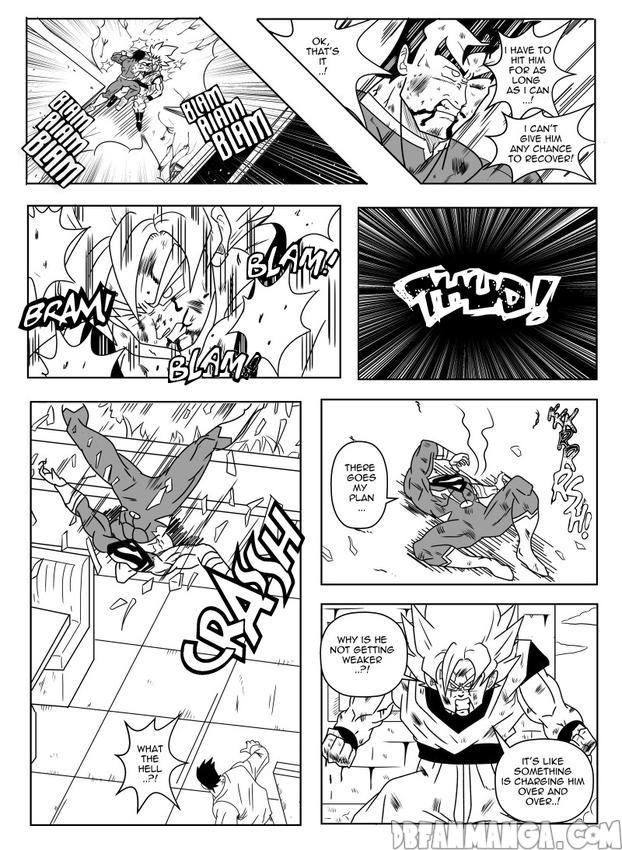 BLAM
BLAM
BLAM
BLAM
BLAM
BLAM
OK,
THAT'S
IT
..!
I HAVE TO
HIT HIM
FOR AS
LONG
AS I CAN
...!
I CAN'T
GIVE HIM
ANY CHANCE
TO RECOVER!
BRAM!
BLAM!
BLAM!
THUD!
CRASSH
WHAT
THE HELL
..?!
THERE
GOES
MY
PLAN
...
WHY IS HE
NOT GETTING
WEAKER
..?!
IT'S LIKE
SOMETHING
IS CHARGING HIM
OVER AND
OVER..!
DBFANMANGA.COM